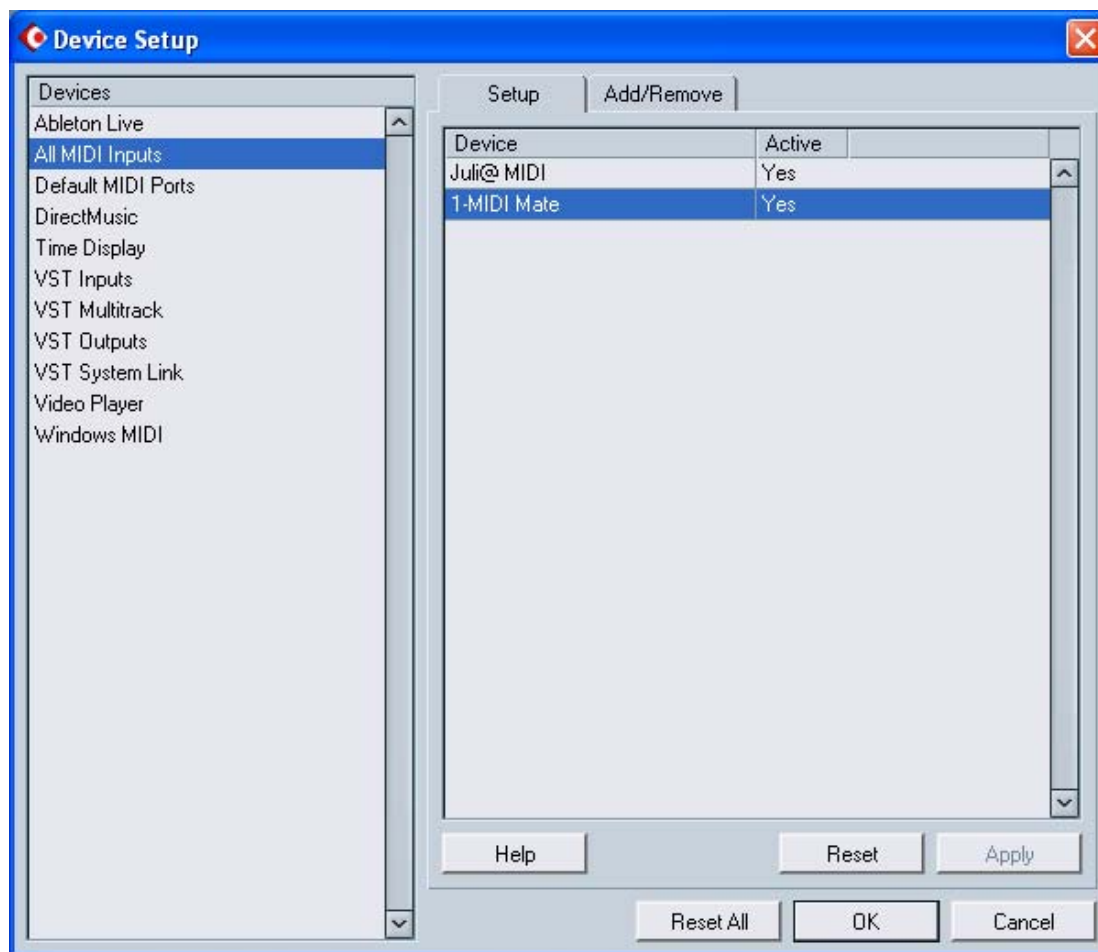 Device Setup
Devices
Ableton Live
All MIDI Inputs
Default MIDI Ports
DirectMusic
Time Display
VST Inputs
VST Multitrack
VST Outputs
VST System Link
Video Player
Windows MIDI
Setup Add/Remove
Device Active
Juli@ MIDI Yes
1-MIDI Mate Yes
Help Reset Apply
Reset All OK Cancel